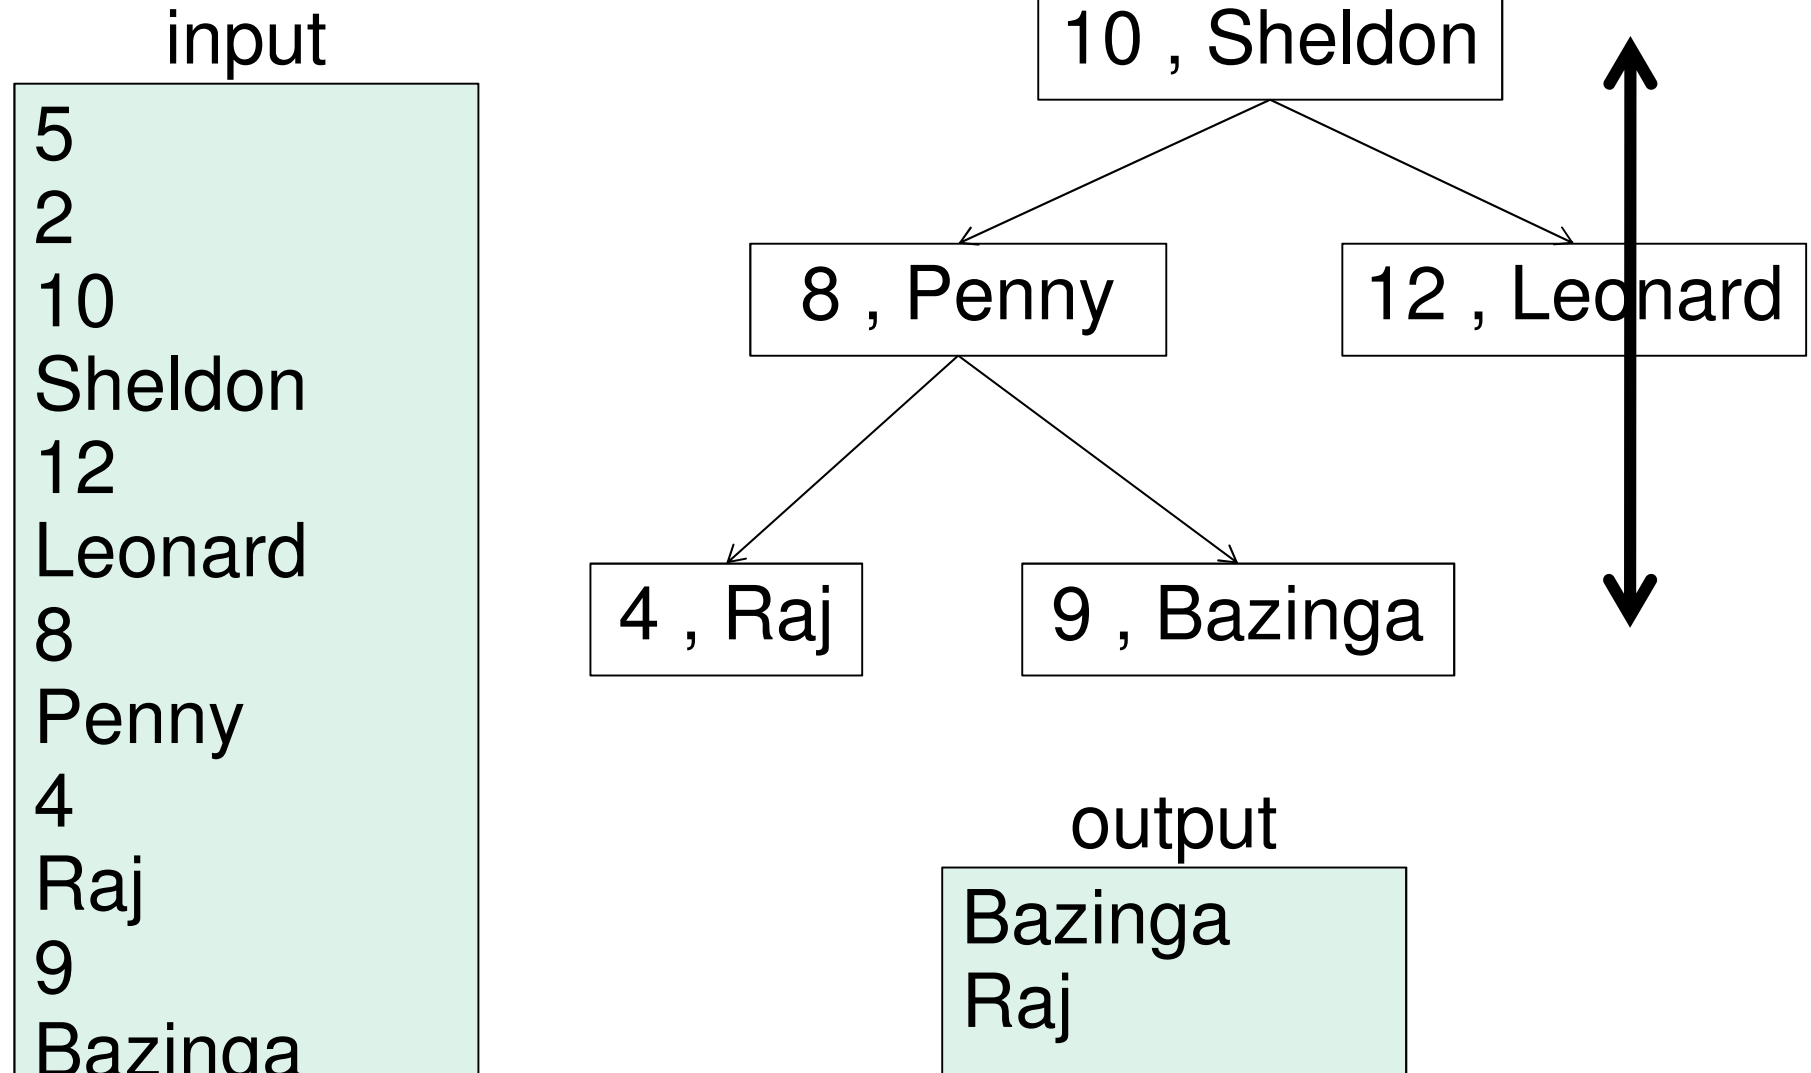 input
5
2
10
Sheldon
12
Leonard
8
Penny
4
Raj
9
Bazinga
10 , Sheldon
8 , Penny
12 , Leonard
4 , Raj
9 , Bazinga
output
Bazinga
Raj